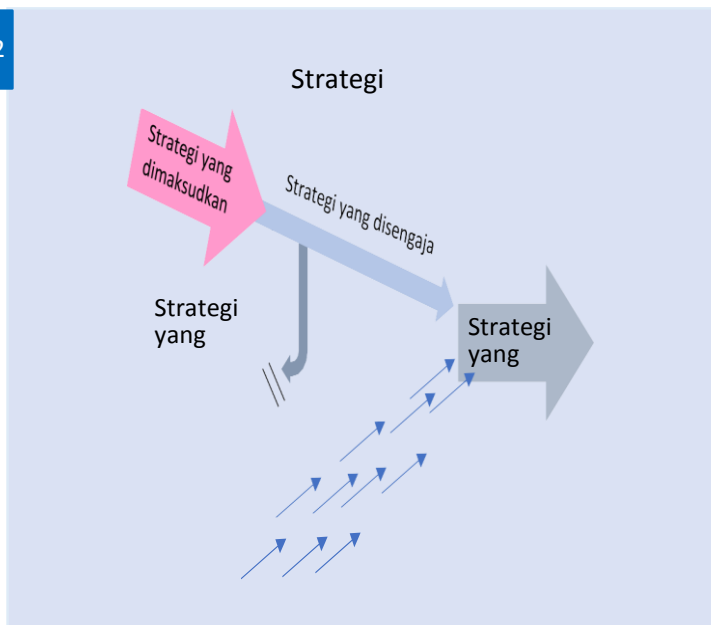 2
Strategi
Strategi yang
dimaksudkan
Strategi yang disengaja
Strategi
yang
Strategi
yang